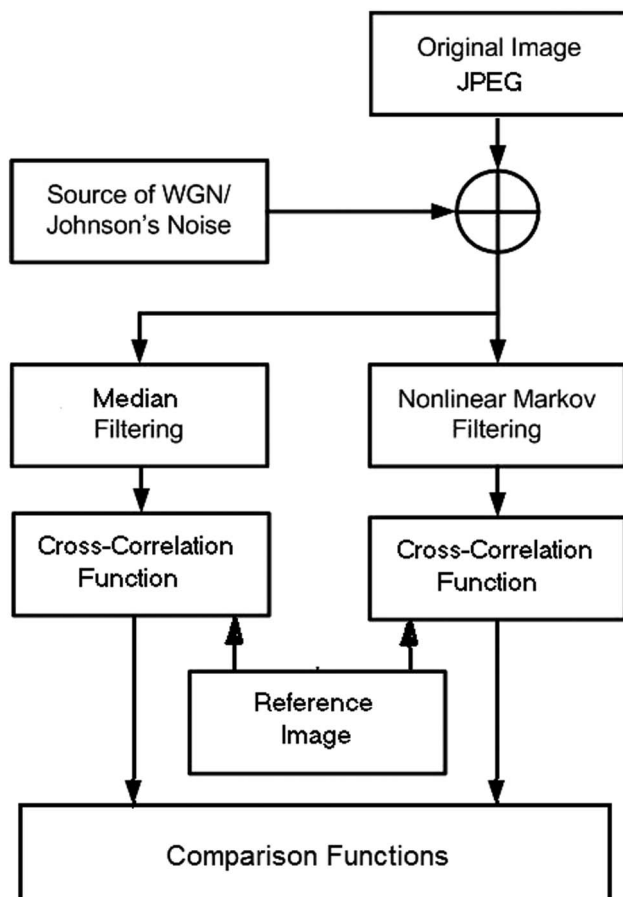 Original Image
JPEG
Source of WGN/
Johnson's Noise
Median
Filtering
Nonlinear Markov
Filtering
Cross-Correlation
Function
Cross-Correlation
Function
Reference
Image
Comparison Functions